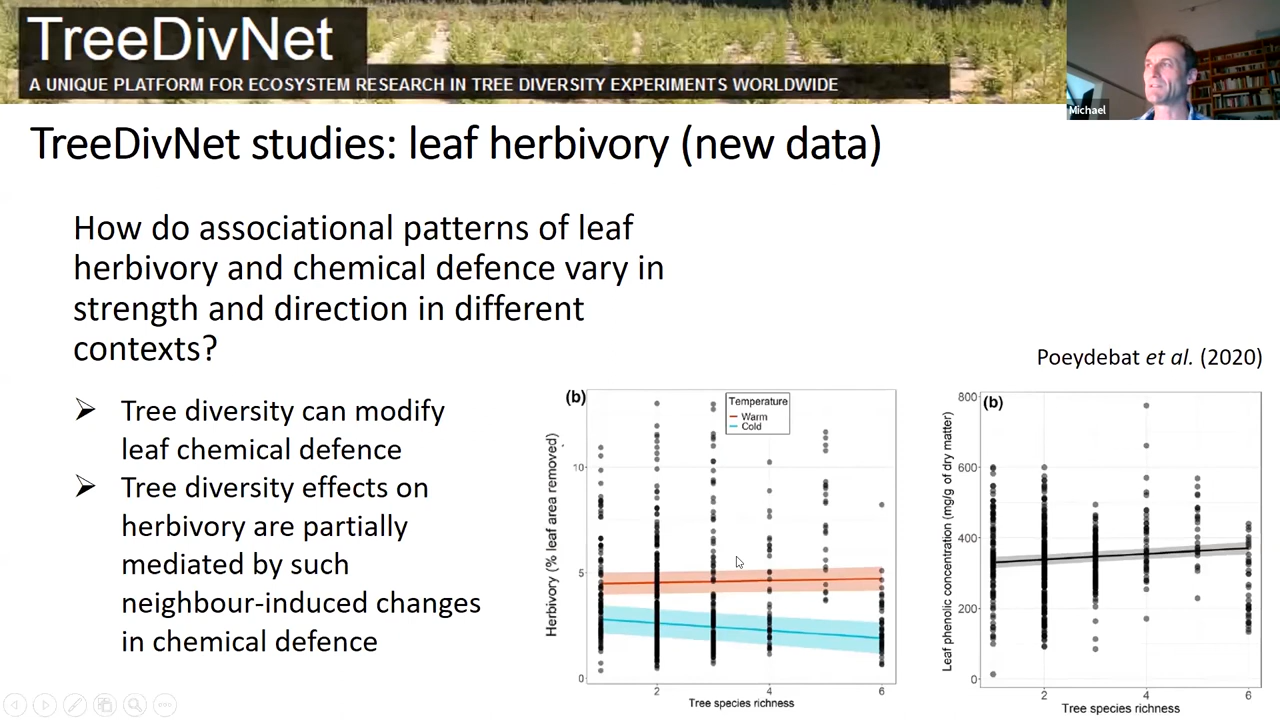 TreeDivNet
A UNIQUE PLATFORM FOR ECOSYSTEM RESEARCH IN TREE DIVERSITY EXPERIMENTS WORLDWIDE
Michael
TreeDivNet studies: leaf herbivory (new data)
How do associational patterns of leaf
herbivory and chemical defence vary in
strength and direction in different
contexts?
➢ Tree diversity can modify
leaf chemical defence
➢ Tree diversity effects on
herbivory are partially
mediated by such
neighbour-induced changes
in chemical defence
Poeydebat et al. (2020)
(b)
Temperature
Warm
Cold
Herbivory (% leaf area removed)
10
5
0
2
4
6
Tree species richness
(b)
Leaf phenolic concentration (mg/g of dry matter)
800
600
400
200
0
2
4
6
Tree species richness